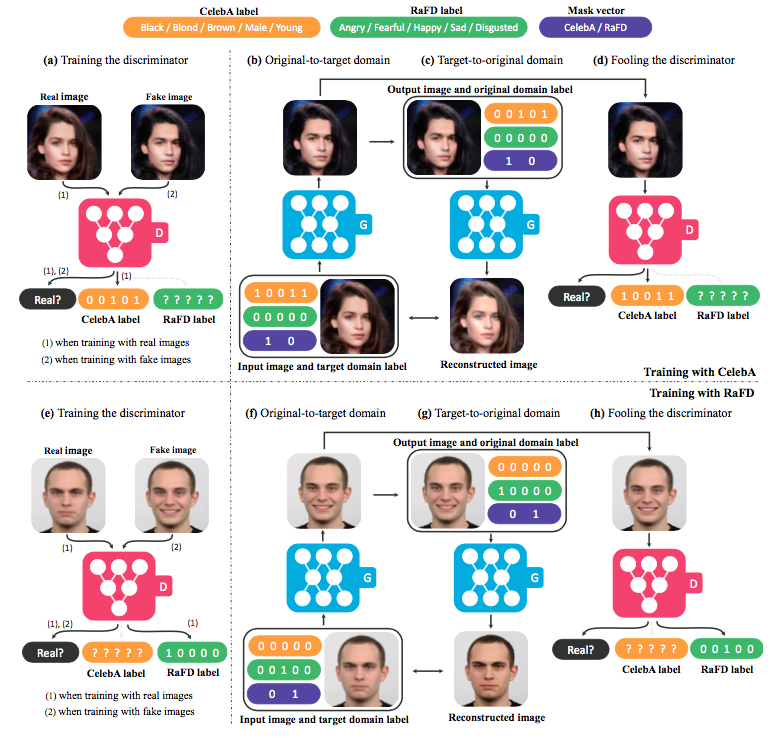 CelebA label
RaFD label
Mask vector
Black / Blond / Brown / Male / Young
Angry / Fearful / Happy / Sad / Disgusted
CelebA / RaFD
(a) Training the discriminator
(b) Original-to-target domain
(c) Target-to-original domain
(d) Fooling the discriminator
Real image
Fake image
Output image and original domain label
0 0 1 0 1
0 0 0 0 0
1 0
(1)
(2)
D
G
G
D
(1), (2)
(1)
Real?
0 0 1 0 1
? ? ? ? ?
CelebA label
RaFD label
1 0 0 1 1
0 0 0 0 0
1 0
Real?
1 0 0 1 1
? ? ? ? ?
CelebA label
RaFD label
(1) when training with real images
(2) when training with fake images
Input image and target domain label
Reconstructed image
Training with CelebA
Training with RaFD
(e) Training the discriminator
(f) Original-to-target domain
(g) Target-to-original domain
(h) Fooling the discriminator
Real image
Fake image
Output image and original domain label
0 0 0 0 0
1 0 0 0 0
0 1
(1)
(2)
D
G
G
D
(1), (2)
(1)
Real?
? ? ? ? ?
1 0 0 0 0
CelebA label
RaFD label
0 0 0 0 0
0 0 1 0 0
0 1
Real?
? ? ? ? ?
0 0 1 0 0
CelebA label
RaFD label
(1) when training with real images
(2) when training with fake images
Input image and target domain label
Reconstructed image